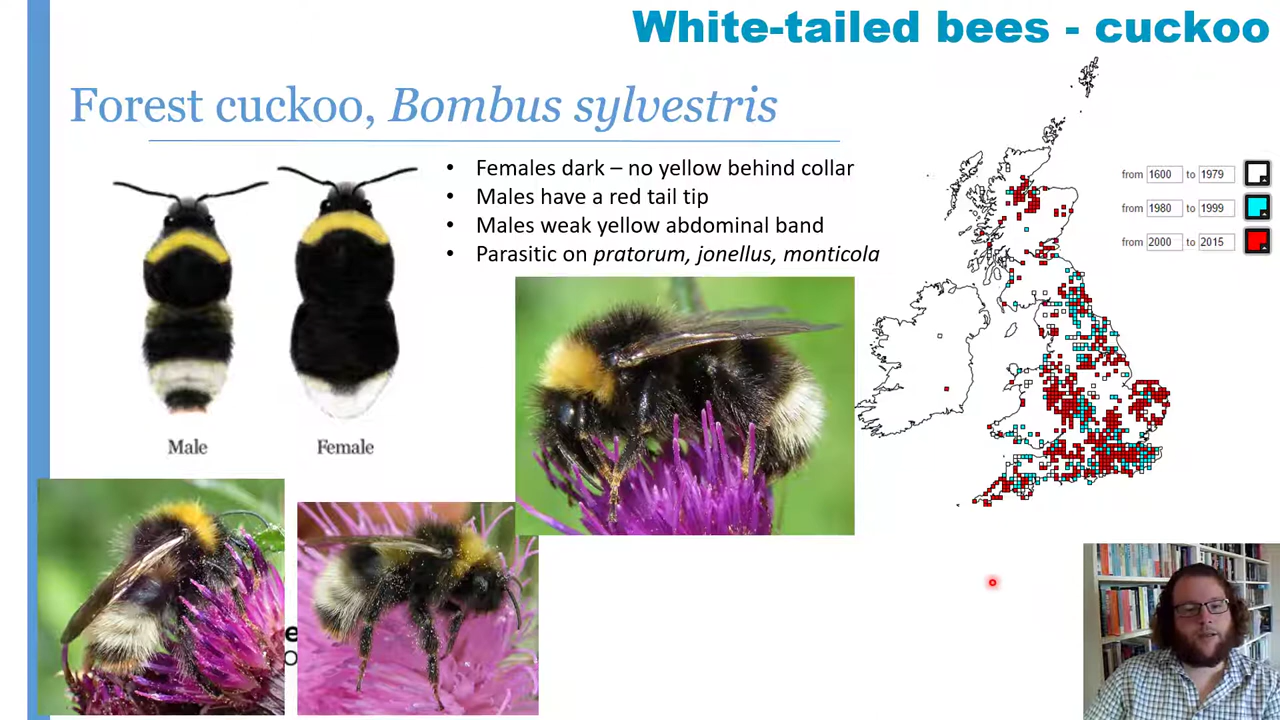 White-tailed bees - cuckoo
Forest cuckoo, Bombus sylvestris
• Females dark – no yellow behind collar
• Males have a red tail tip
• Males weak yellow abdominal band
• Parasitic on pratorum, jonellus, monticola
from 1600 to 1979
from 1980 to 1999
from 2000 to 2015
Male
Female